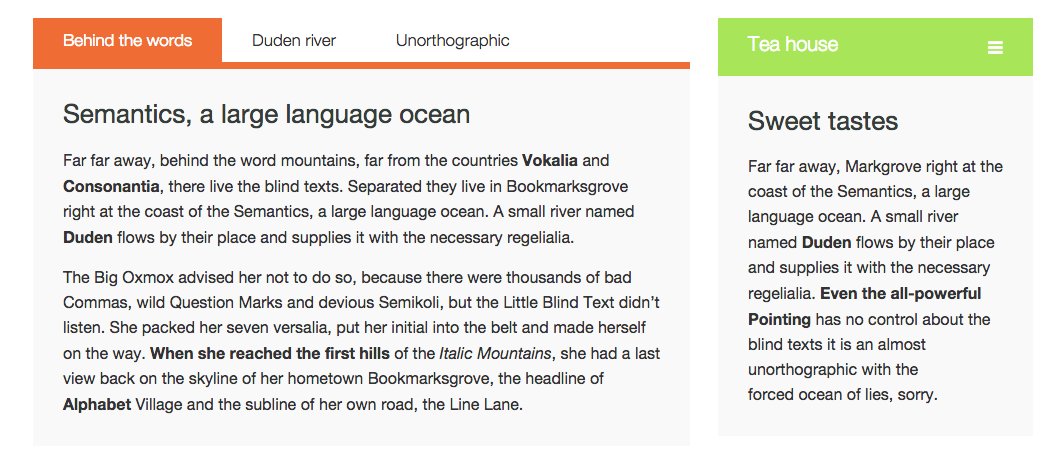 Behind the words
Duden river
Unorthographic
Semantics, a large language ocean
Far far away, behind the word mountains, far from the countries Vokalia and
Consonantia, there live the blind texts. Separated they live in Bookmarksgrove
right at the coast of the Semantics, a large language ocean. A small river named
Duden flows by their place and supplies it with the necessary regelialia.
The Big Oxmox advised her not to do so, because there were thousands of bad
Commas, wild Question Marks and devious Semikoli, but the Little Blind Text didn’t
listen. She packed her seven versalia, put her initial into the belt and made herself
on the way. When she reached the first hills of the Italic Mountains, she had a last
view back on the skyline of her hometown Bookmarksgrove, the headline of
Alphabet Village and the subline of her own road, the Line Lane.
Tea house
Sweet tastes
Far far away, Markgrove right at the
coast of the Semantics, a large
language ocean. A small river
named Duden flows by their place
and supplies it with the necessary
regelialia. Even the all-powerful
Pointing has no control about the
blind texts it is an almost
unorthographic with the
forced ocean of lies, sorry.